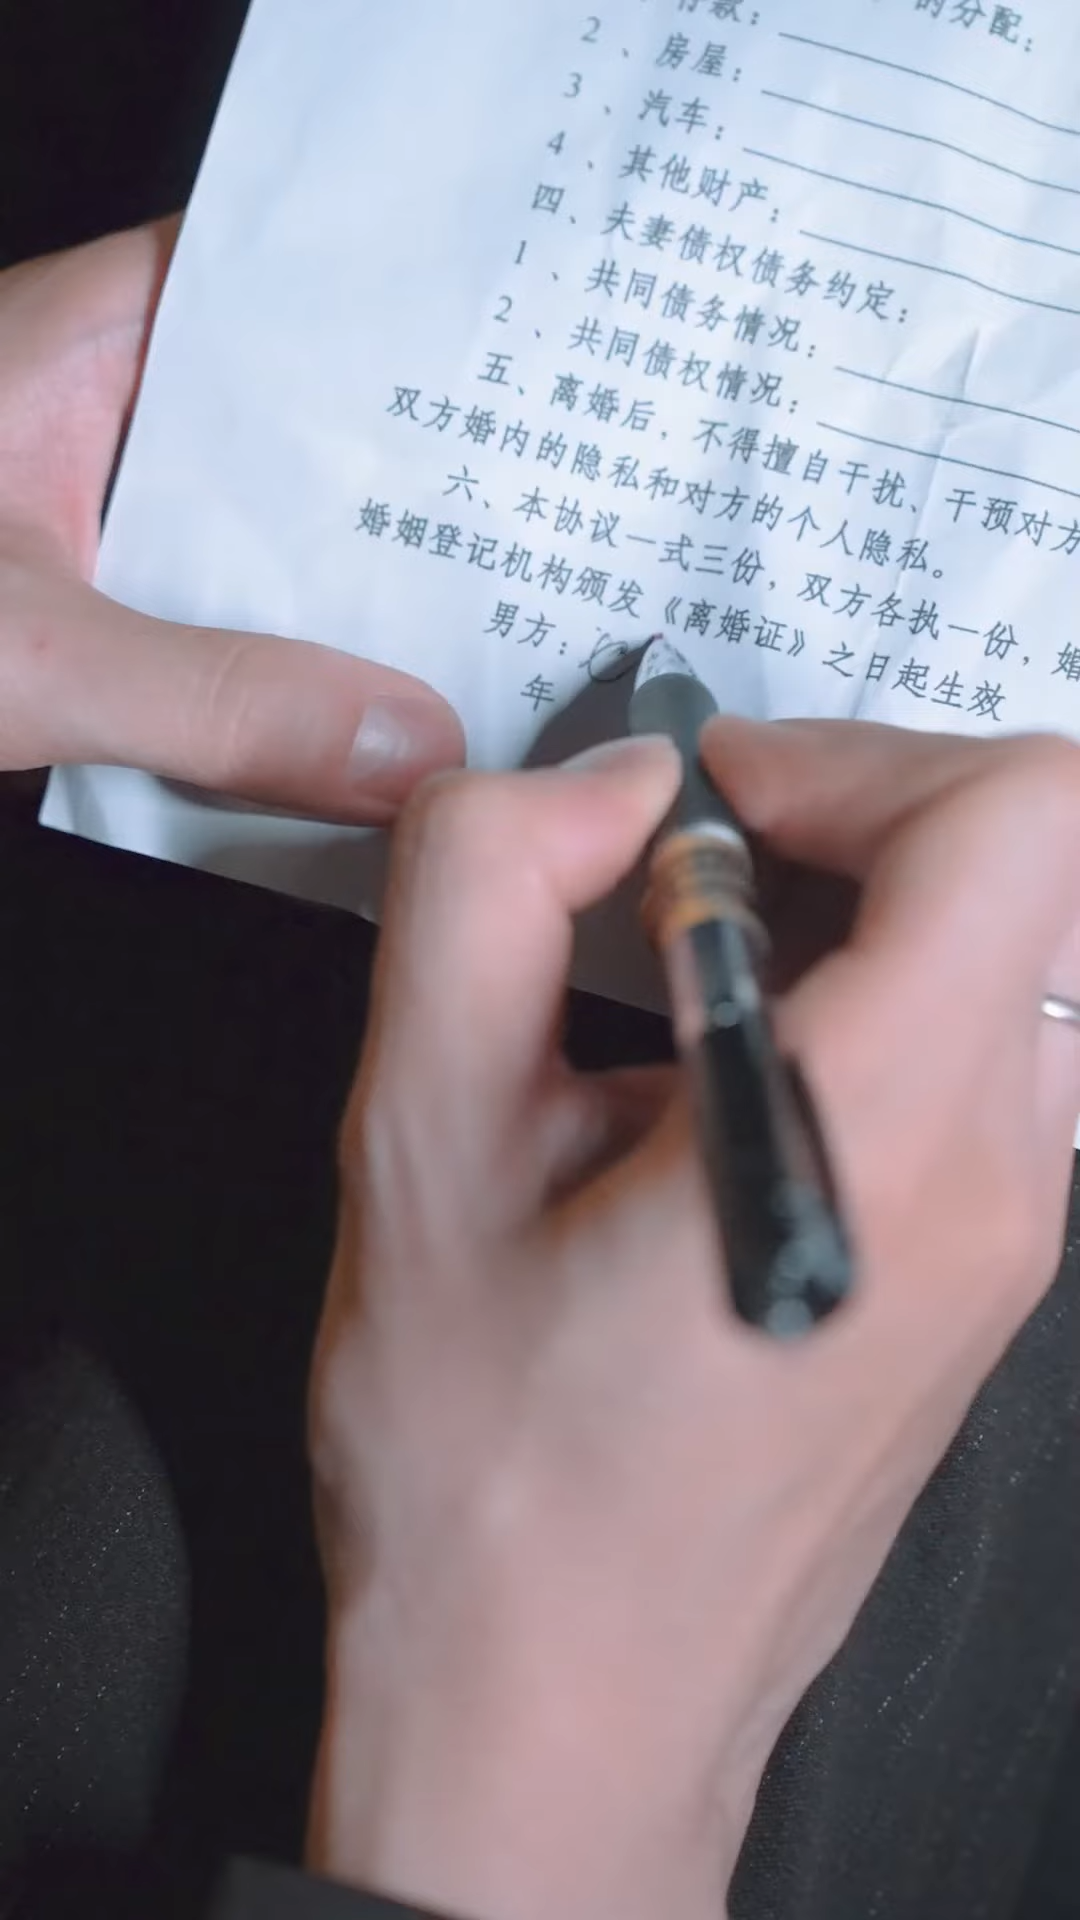 的分配：
存款：
2、房屋：
3、汽车：
4、其他财产：
四、夫妻债权债务约定：
1、共同债务情况：
2、共同债权情况：
五、离婚后，不得擅自干扰、干预对方
双方婚内的隐私和对方的个人隐私。
六、本协议一式三份，双方各执一份，婚
婚姻登记机构颁发《离婚证》之日起生效
男方：
年